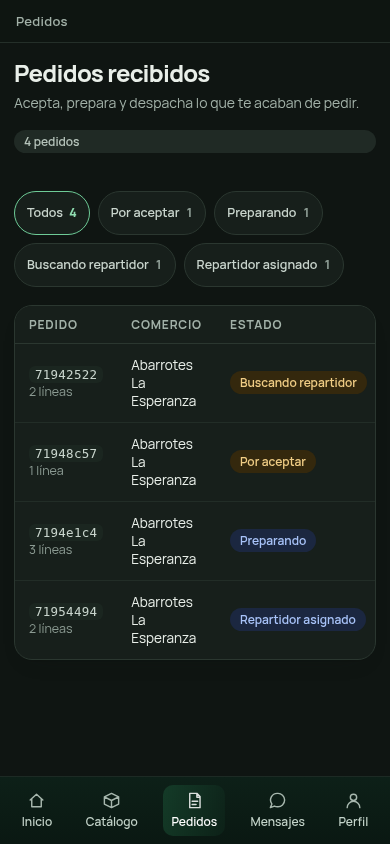 Pedidos
Pedidos recibidos
Acepta, prepara y despacha lo que te acaban de pedir.
4 pedidos
Todos 4
Por aceptar 1
Preparando 1
Buscando repartidor 1
Repartidor asignado 1
PEDIDO COMERCIO ESTADO
71942522
2 líneas
Abarrotes
La
Esperanza
Buscando repartidor
71948c57
1 línea
Abarrotes
La
Esperanza
Por aceptar
7194e1c4
3 líneas
Abarrotes
La
Esperanza
Preparando
71954494
2 líneas
Abarrotes
La
Esperanza
Repartidor asignado
Inicio
Catálogo
Pedidos
Mensajes
Perfil